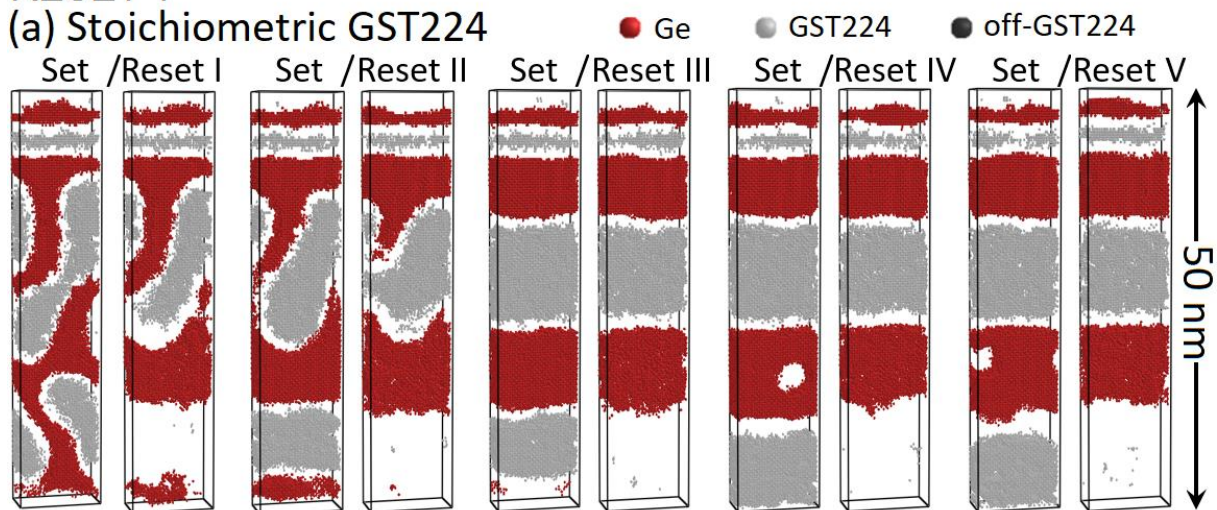 (a) Stoichiometric GST224
Ge GST224 off-GST224
Set /Reset I Set /Reset II Set /Reset III Set /Reset IV Set /Reset V
50 nm